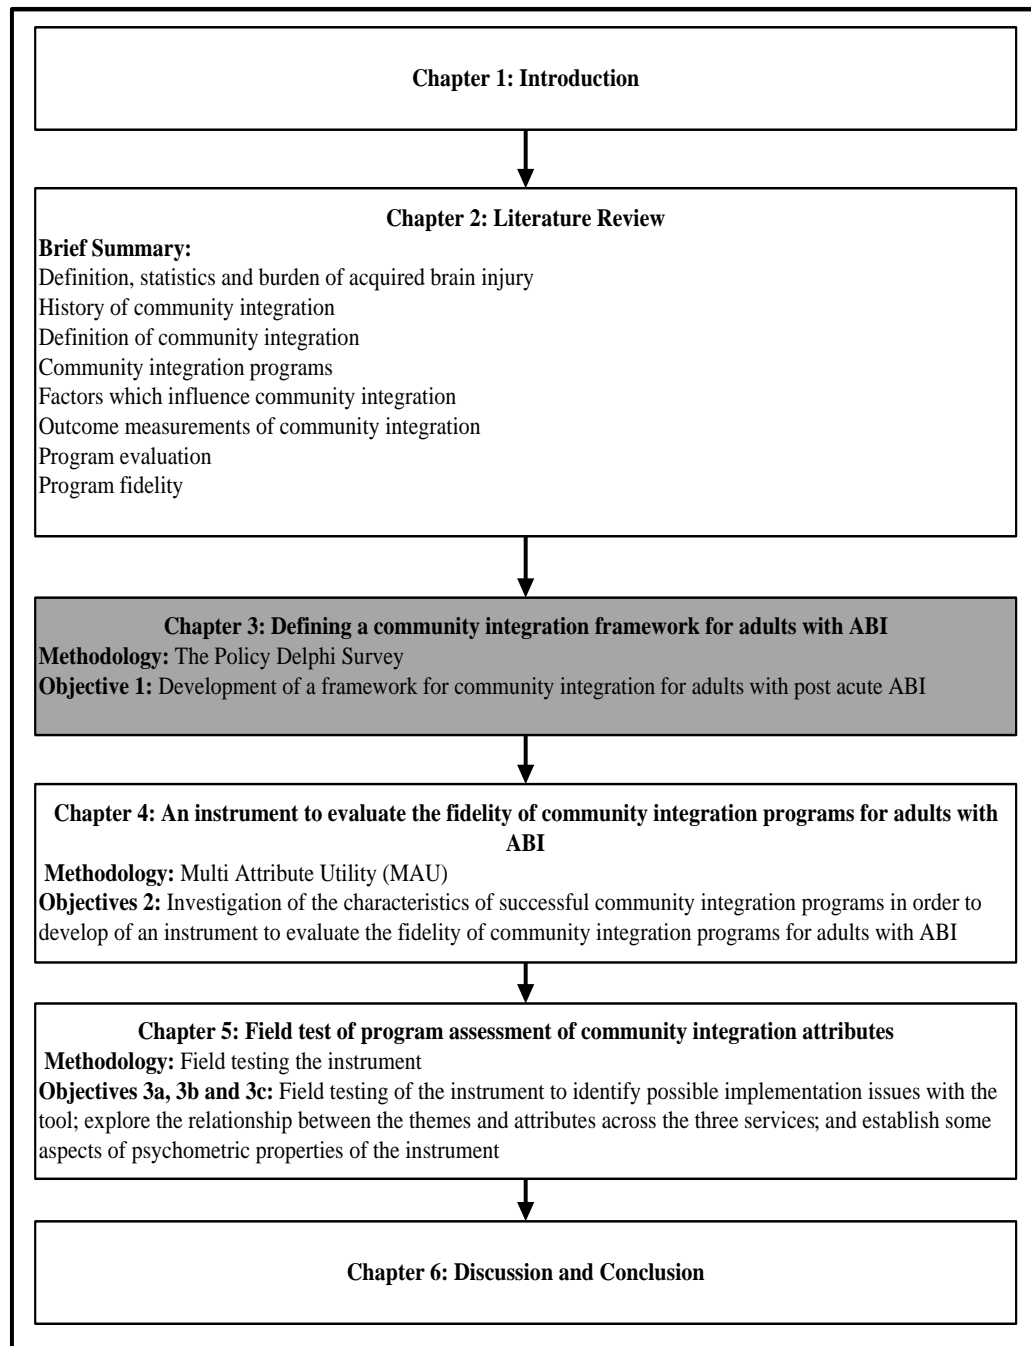 Chapter 1: Introduction
Chapter 2: Literature Review
Brief Summary:
Definition, statistics and burden of acquired brain injury
History of community integration
Definition of community integration
Community integration programs
Factors which influence community integration
Outcome measurements of community integration
Program evaluation
Program fidelity
Chapter 3: Defining a community integration framework for adults with ABI
Methodology: The Policy Delphi Survey
Objective 1: Development of a framework for community integration for adults with post acute ABI
Chapter 4: An instrument to evaluate the fidelity of community integration programs for adults with
ABI
Methodology: Multi Attribute Utility (MAU)
Objectives 2: Investigation of the characteristics of successful community integration programs in order to
develop of an instrument to evaluate the fidelity of community integration programs for adults with ABI
Chapter 5: Field test of program assessment of community integration attributes
Methodology: Field testing the instrument
Objectives 3a, 3b and 3c: Field testing of the instrument to identify possible implementation issues with the
tool; explore the relationship between the themes and attributes across the three services; and establish some
aspects of psychometric properties of the instrument
Chapter 6: Discussion and Conclusion